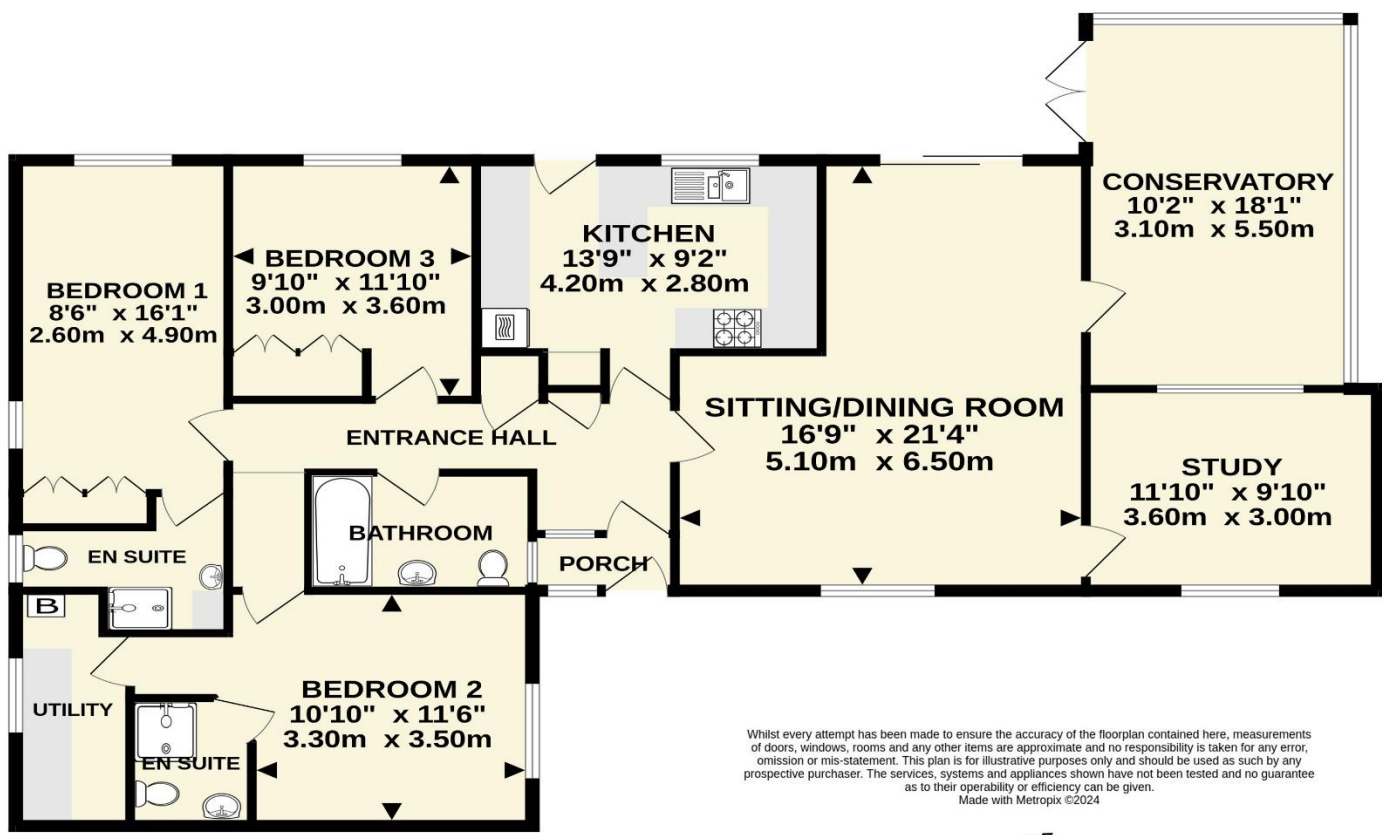 CONSERVATORY
10'2" x 18'1"
3.10m x 5.50m
KITCHEN
13'9" x 9'2"
4.20m x 2.80m
BEDROOM 3
9'10" x 11'10"
3.00m x 3.60m
BEDROOM 1
8'6" x 16'1"
2.60m x 4.90m
SITTING/DINING ROOM
16'9" x 21'4"
5.10m x 6.50m
ENTRANCE HALL
STUDY
11'10" x 9'10"
3.60m x 3.00m
BATHROOM
EN SUITE
PORCH
B
BEDROOM 2
10'10" x 11'6"
3.30m x 3.50m
UTILITY
EN SUITE
Whilst every attempt has been made to ensure the accuracy of the floorplan contained here, measurements
of doors, windows, rooms and any other items are approximate and no responsibility is taken for any error,
omission or mis-statement. This plan is for illustrative purposes only and should be used as such by any
prospective purchaser. The services, systems and appliances shown have not been tested and no guarantee
as to their operability or efficiency can be given.
Made with Metropix ©2024